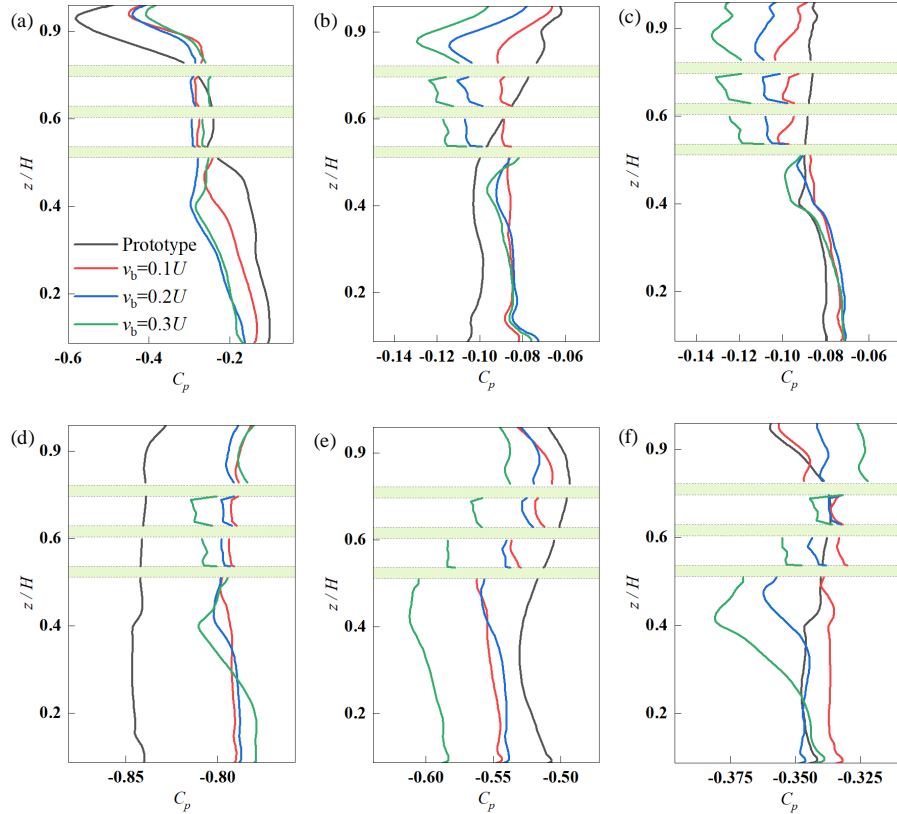 (a)
0.9
0.6
0.4
0.2
z / H
Prototype
vb=0.1U
vb=0.2U
vb=0.3U
-0.6 -0.4 -0.2
Cp
(b)
0.9
0.6
0.4
0.2
z / H
-0.14 -0.12 -0.10 -0.08 -0.06
Cp
(c)
0.9
0.6
0.4
0.2
z / H
-0.14 -0.12 -0.10 -0.08 -0.06
Cp
(d)
0.9
0.6
0.4
0.2
z / H
-0.85 -0.80
Cp
(e)
0.9
0.6
0.4
0.2
z / H
-0.60 -0.55 -0.50
Cp
(f)
0.9
0.6
0.4
0.2
z / H
-0.375 -0.350 -0.325
Cp